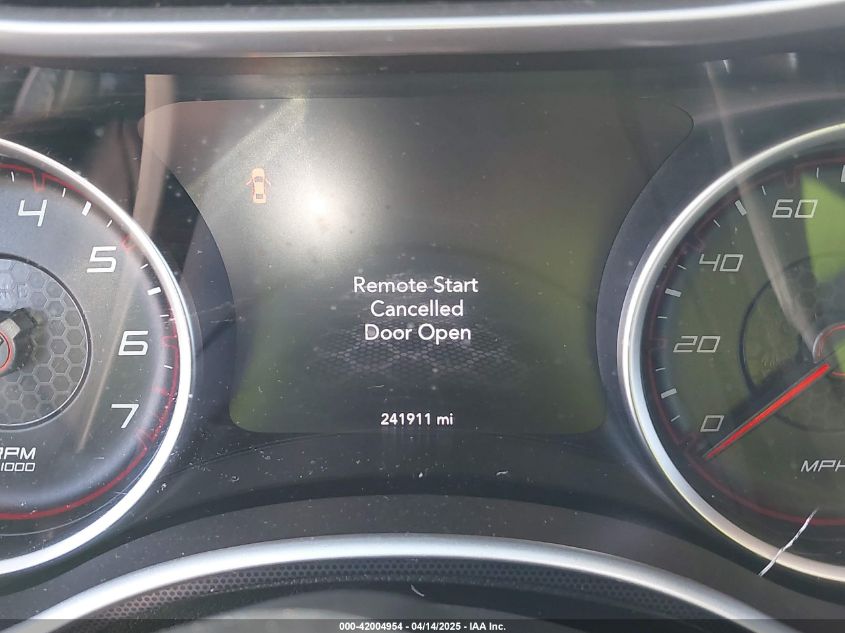 4
5
6
7
RPM
1000
Remote Start
Cancelled
Door Open
241911 mi
60
40
20
0
MPH
000-42004954 - 04/14/2025 - IAA Inc.